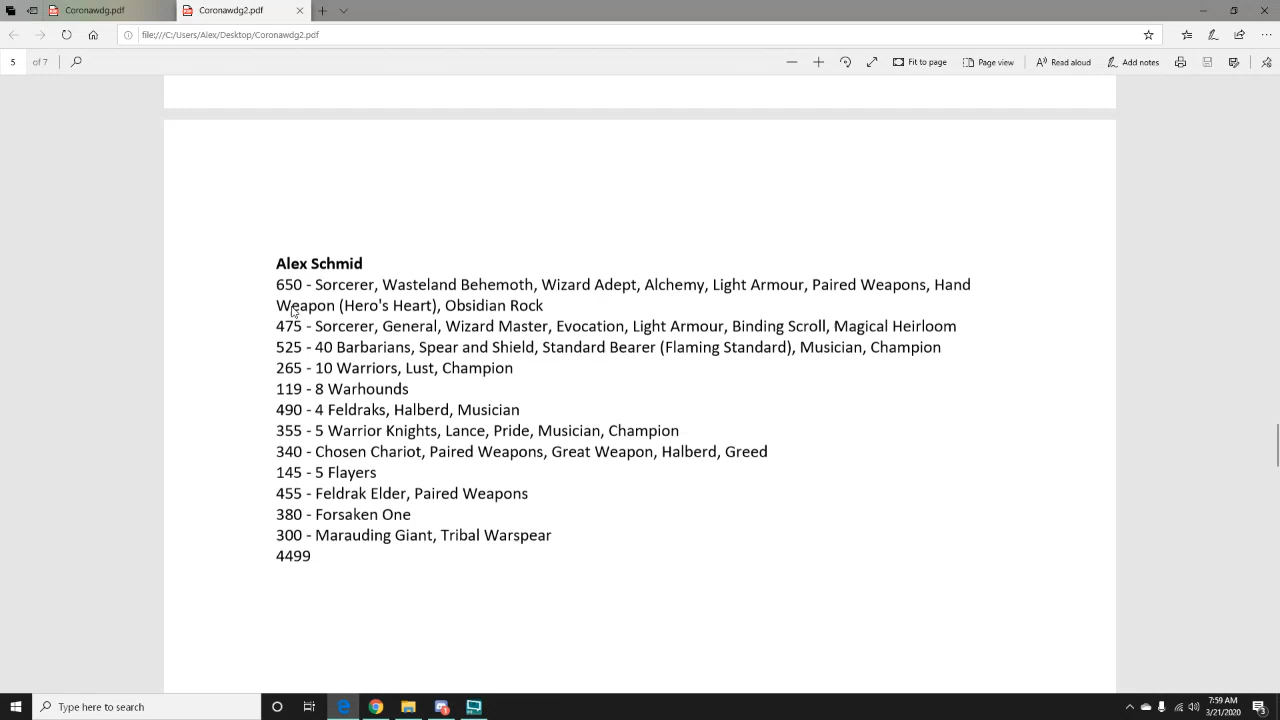 Coronawdg.pdf
Coronawdg2.pdf
file:///C:/Users/Alex/Desktop/Coronawdg2.pdf
5 of 7
Fit to page
Page view
Read aloud
Add notes
Alex Schmid
650 - Sorcerer, Wasteland Behemoth, Wizard Adept, Alchemy, Light Armour, Paired Weapons, Hand
Weapon (Hero's Heart), Obsidian Rock
475 - Sorcerer, General, Wizard Master, Evocation, Light Armour, Binding Scroll, Magical Heirloom
525 - 40 Barbarians, Spear and Shield, Standard Bearer (Flaming Standard), Musician, Champion
265 - 10 Warriors, Lust, Champion
119 - 8 Warhounds
490 - 4 Feldraks, Halberd, Musician
355 - 5 Warrior Knights, Lance, Pride, Musician, Champion
340 - Chosen Chariot, Paired Weapons, Great Weapon, Halberd, Greed
145 - 5 Flayers
455 - Feldrak Elder, Paired Weapons
380 - Forsaken One
300 - Marauding Giant, Tribal Warspear
4499
Type here to search
7:59 AM
3/21/2020